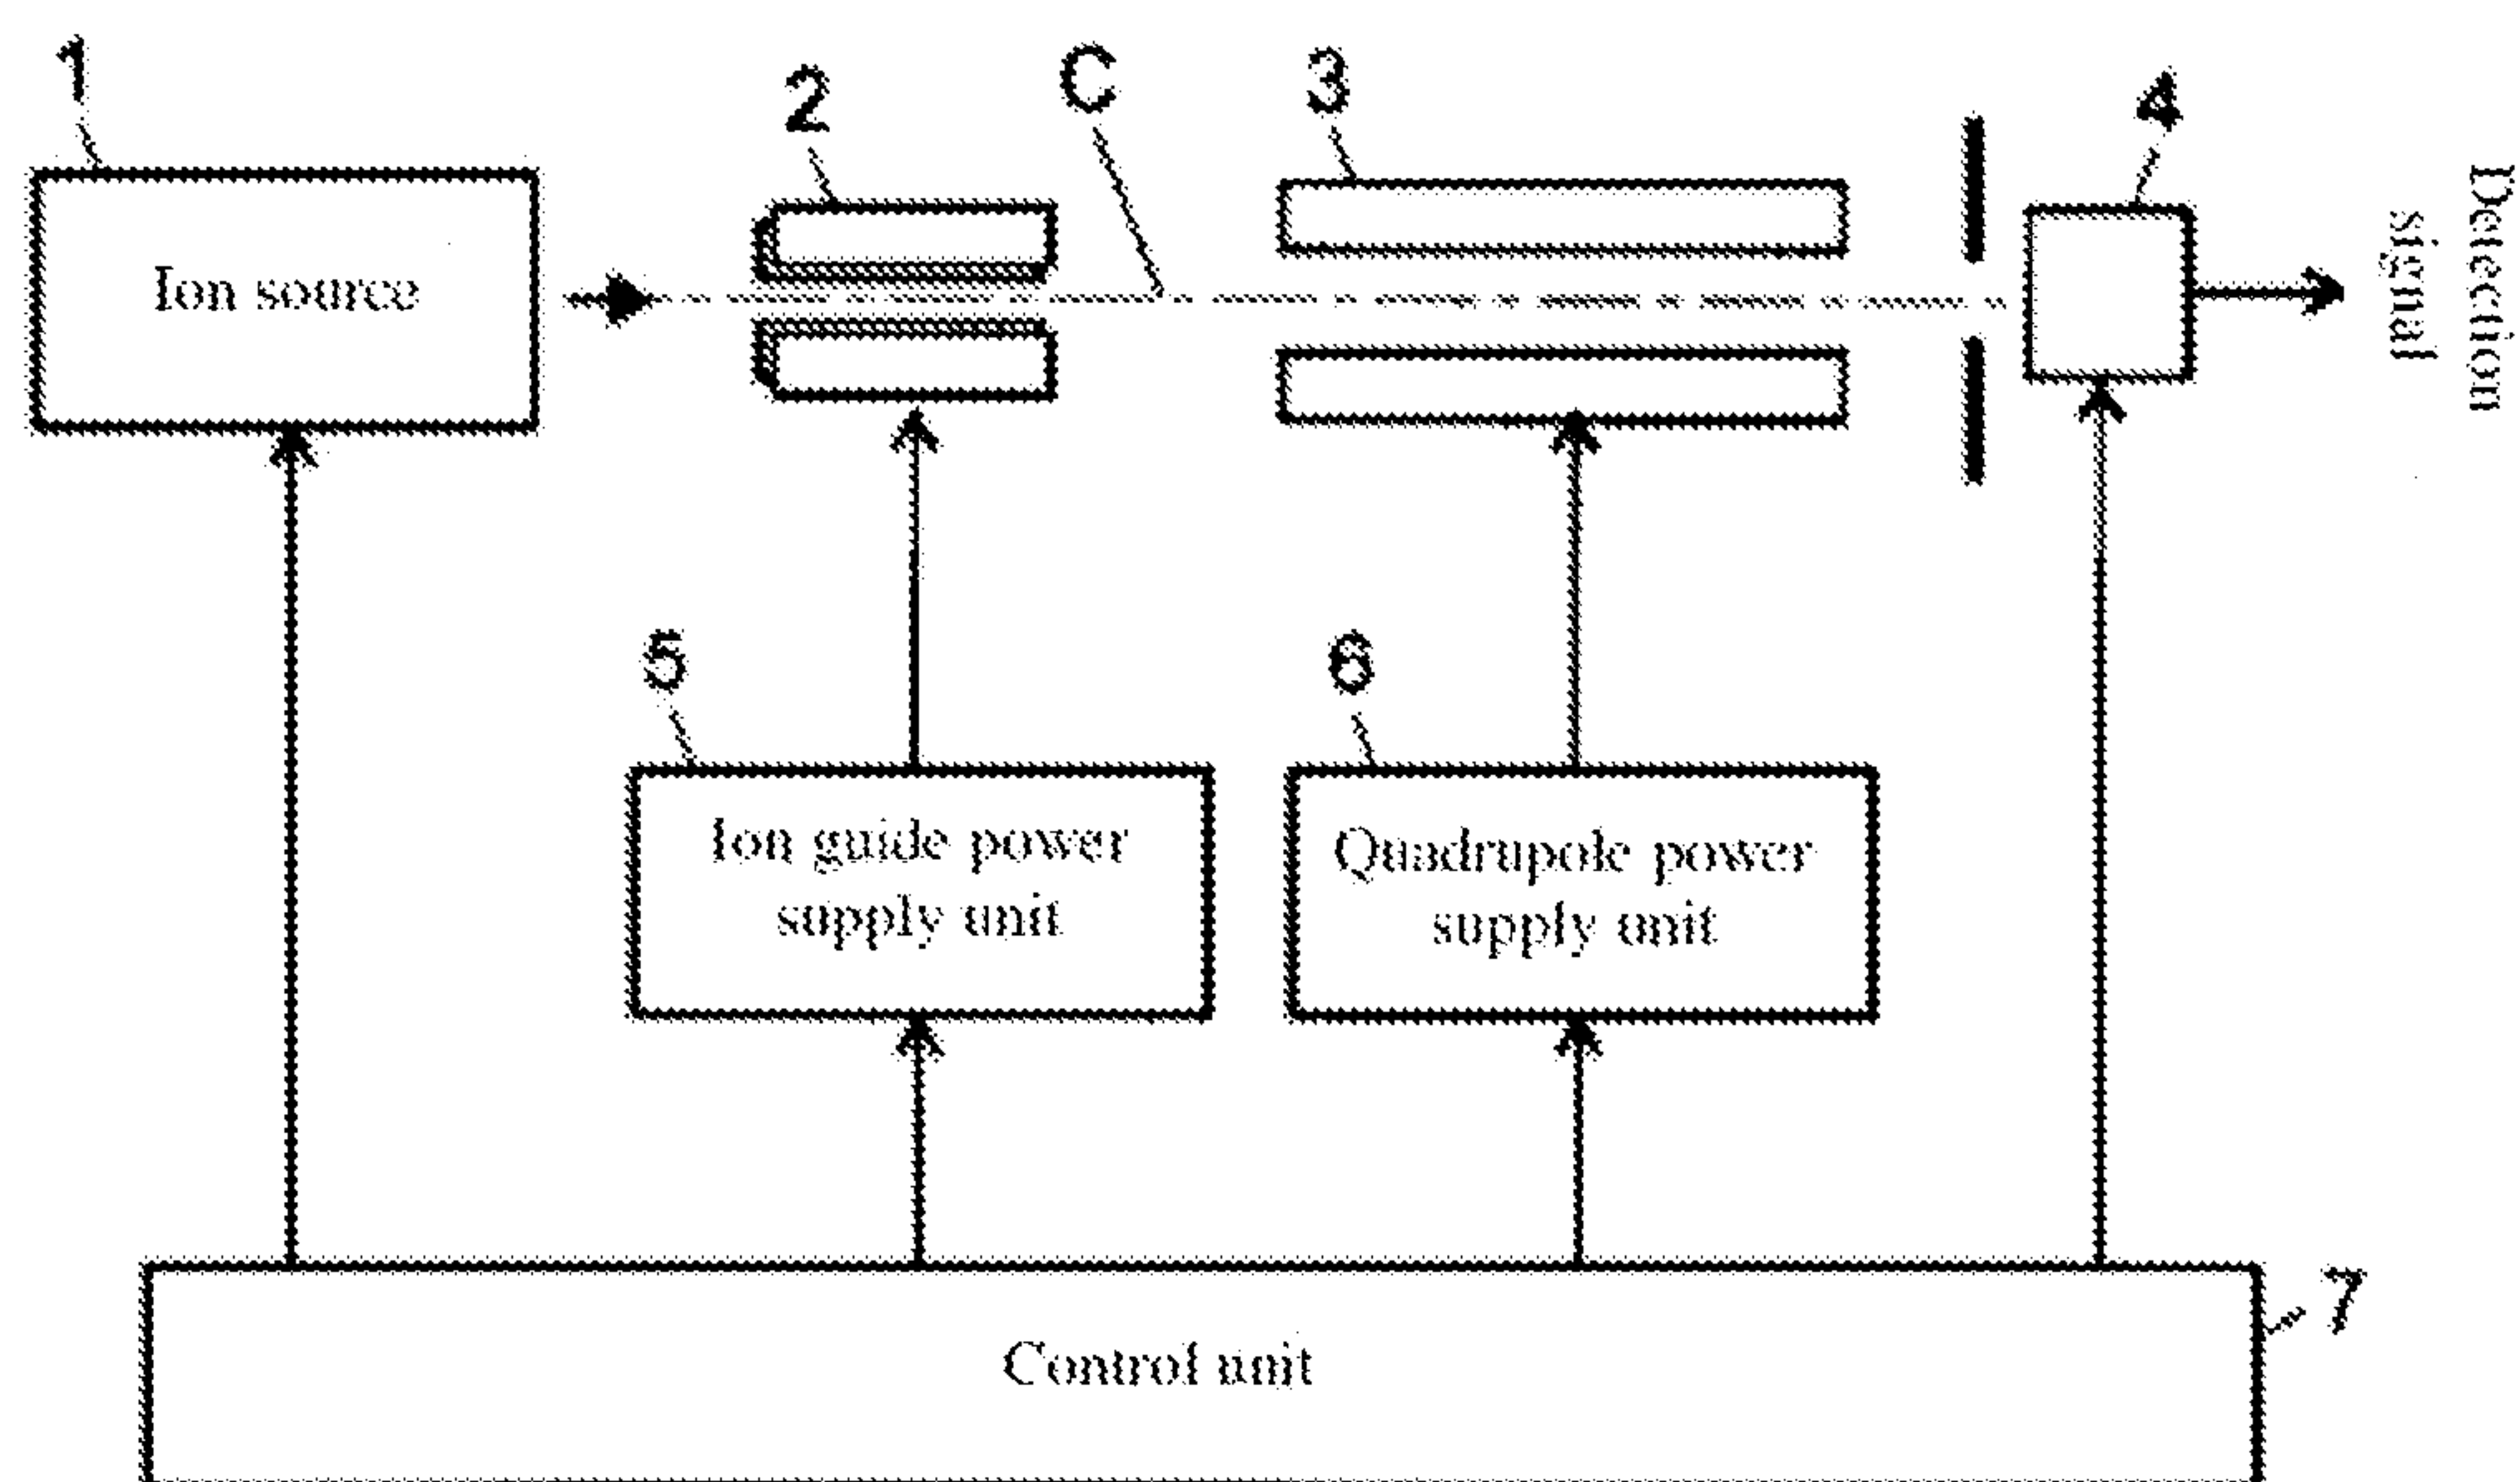 1
2
C
3
4
Ion source
Detection
signal
5
6
Ion guide power
supply unit
Quadrupole power
supply unit
7
Control unit